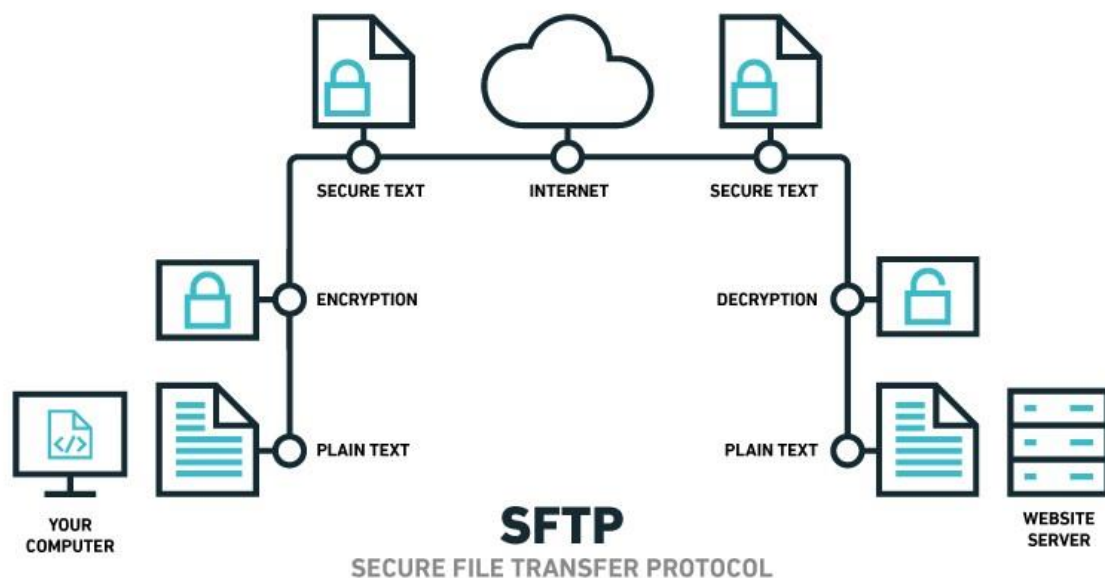 SECURE TEXT
INTERNET
SECURE TEXT
ENCRYPTION
DECRYPTION
</>
PLAIN TEXT
PLAIN TEXT
YOUR
COMPUTER
WEBSITE
SERVER
SFTP
SECURE FILE TRANSFER PROTOCOL